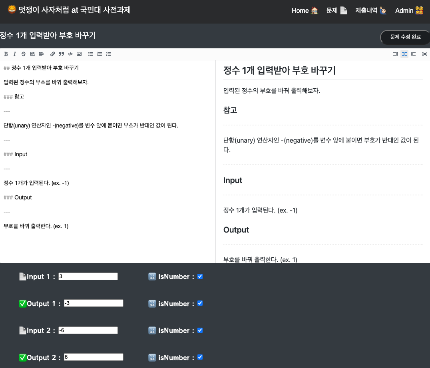 멋쟁이 사자처럼 at 국민대 사전과제
Home
문제
제출내역
Admin
정수 1개 입력받아 부호 바꾸기
문제 수정 완료
## 정수 1개 입력받아 부호 바꾸기
입력된 정수의 부호를 바꿔 출력해보자.
### 참고
---
단항(unary) 연산자인 -(negative)를 변수 앞에 붙이면 부호가 반대인 값이 된다.
---
### Input
---
정수 1개가 입력된다. (ex. -1)
### Output
---
부호를 바꿔 출력한다. (ex. 1)
정수 1개 입력받아 부호 바꾸기
입력된 정수의 부호를 바꿔 출력해보자.
참고
단항(unary) 연산자인 -(negative)를 변수 앞에 붙이면 부호가 반대인 값이 된
다.
Input
정수 1개가 입력된다. (ex. -1)
Output
부호를 바꿔 출력한다. (ex. 1)
Input 1 :
isNumber :
Output 1 :
isNumber :
Input 2 : -6
isNumber :
Output 2 :
isNumber :